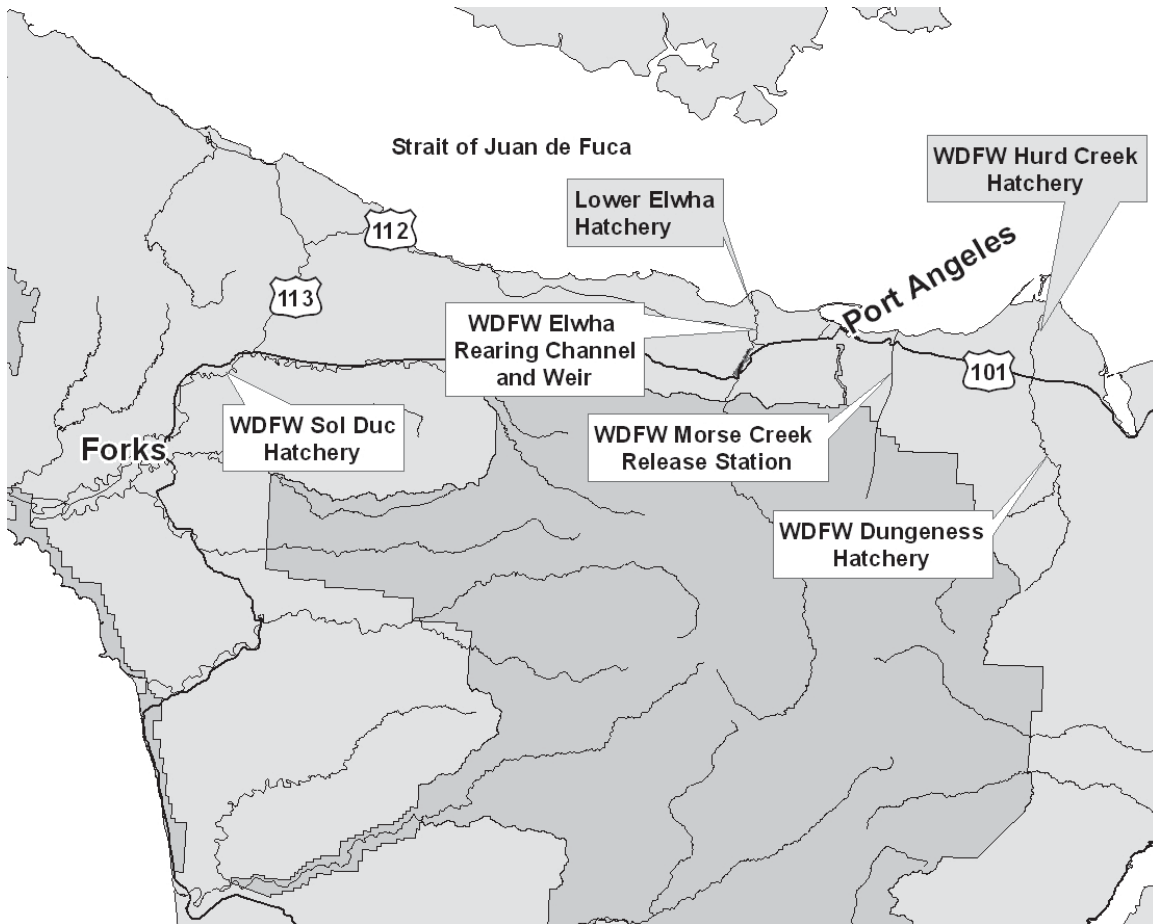 Strait of Juan de Fuca
WDFW Hurd Creek
Hatchery
Lower Elwha
Hatchery
112
Port Angeles
113
WDFW Elwha
Rearing Channel
and Weir
101
WDFW Sol Duc
Hatchery
Forks
WDFW Morse Creek
Release Station
WDFW Dungeness
Hatchery